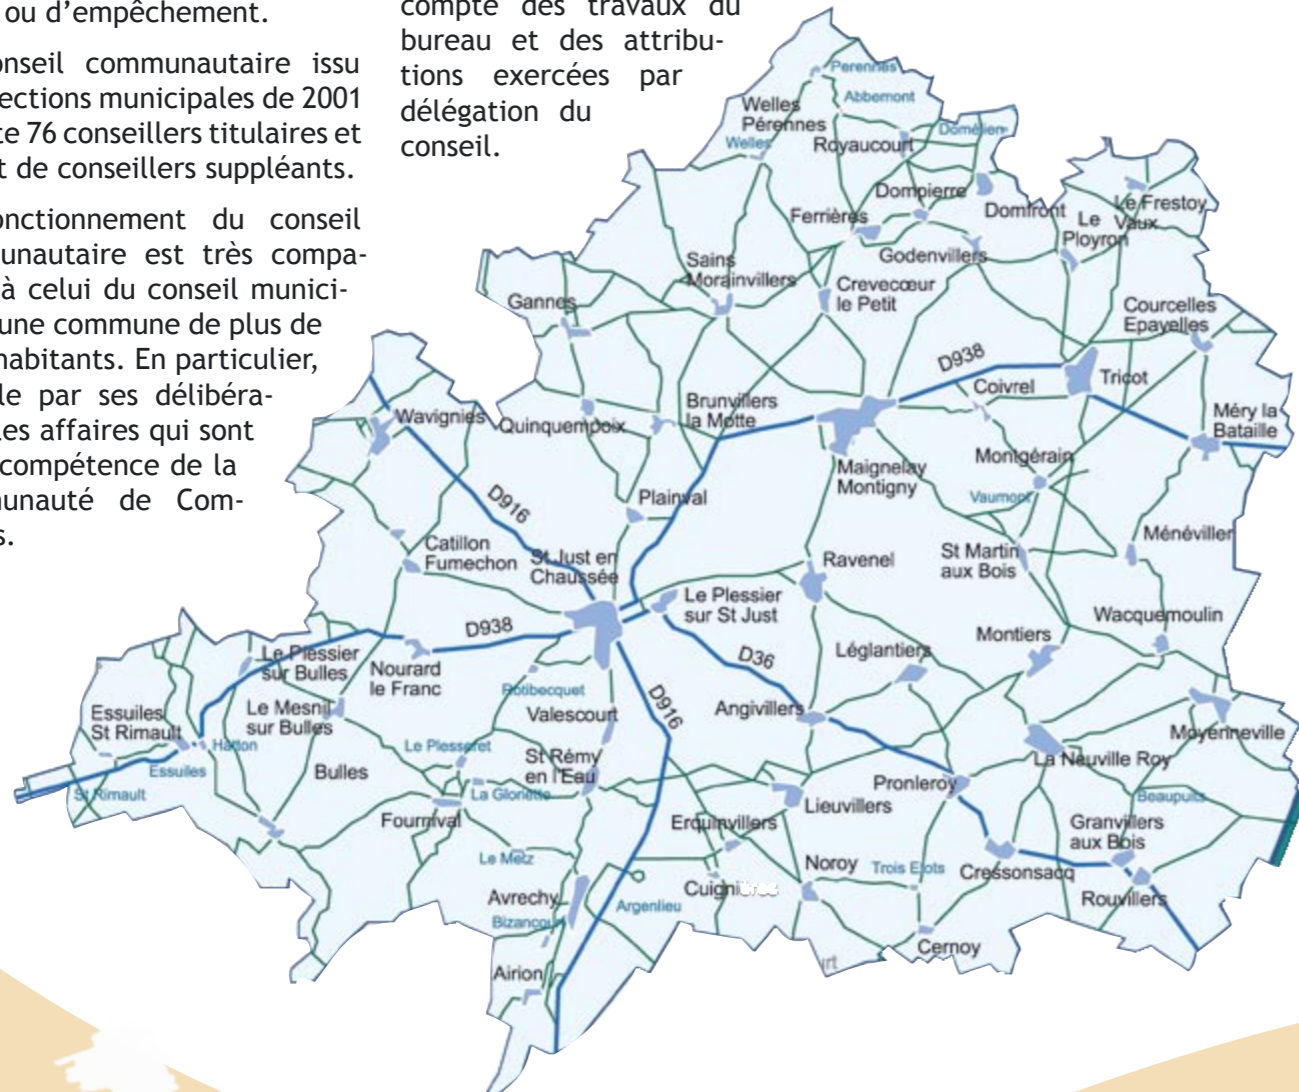 ou d’empêchement.
onseil communautaire issu
ections municipales de 2001
te 76 conseillers titulaires et
t de conseillers suppléants.
onctionnement du conseil
unautaire est très compa-
à celui du conseil munici-
une commune de plus de
habitants. En particulier,
le par ses délibéra-
les affaires qui sont
compétence de la
unauté de Com-
s.
compte des travaux du
bureau et des attribu-
tions exercées par
délégation du
conseil.
Perennes
Abbemont
Welles
Pérennes
Welles
Royaucourt
Domélien
Dompierre
Domfront
Le Frestoy
Vaux
Le
Ployron
Ferrières
Godenvillers
Sains
Morainvillers
Crevecœur
le Petit
Gannes
Courcelles
Epayelles
D938
Coivrel
Tricot
Wavignies
Quinquempoix
Brunvillers
la Motte
Méry la
Bataille
Maignelay
Montigny
Montgérain
Vaumont
D916
Plainval
Catillon
Fumechon
St Just en
Chaussée
Ravenel
St Martin
aux Bois
Ménéviller
Le Plessier
sur St Just
Wacquemoulin
D938
D36
Léglantiers
Montiers
Le Plessier
sur Bulles
Nourard
le Franc
Rotibecquet
D916
Essuiles
St Rimault
Le Mesnil
sur Bulles
Valescourt
Angivillers
Moyenneville
Hatton
Le Plesseret
St Rémy
en l'Eau
La Neuville Roy
Essuiles
Bulles
Pronleroy
St Rimault
La Gloriette
Lieuvillers
Beaupuits
Fournival
Erquinvillers
Granvillers
aux Bois
Le Metz
Noroy
Trois Etots
Cressonsacq
Avrechy
Cuigni
Rouvillers
Argenlieu
Bizancourt
Cernoy
Airion
urt